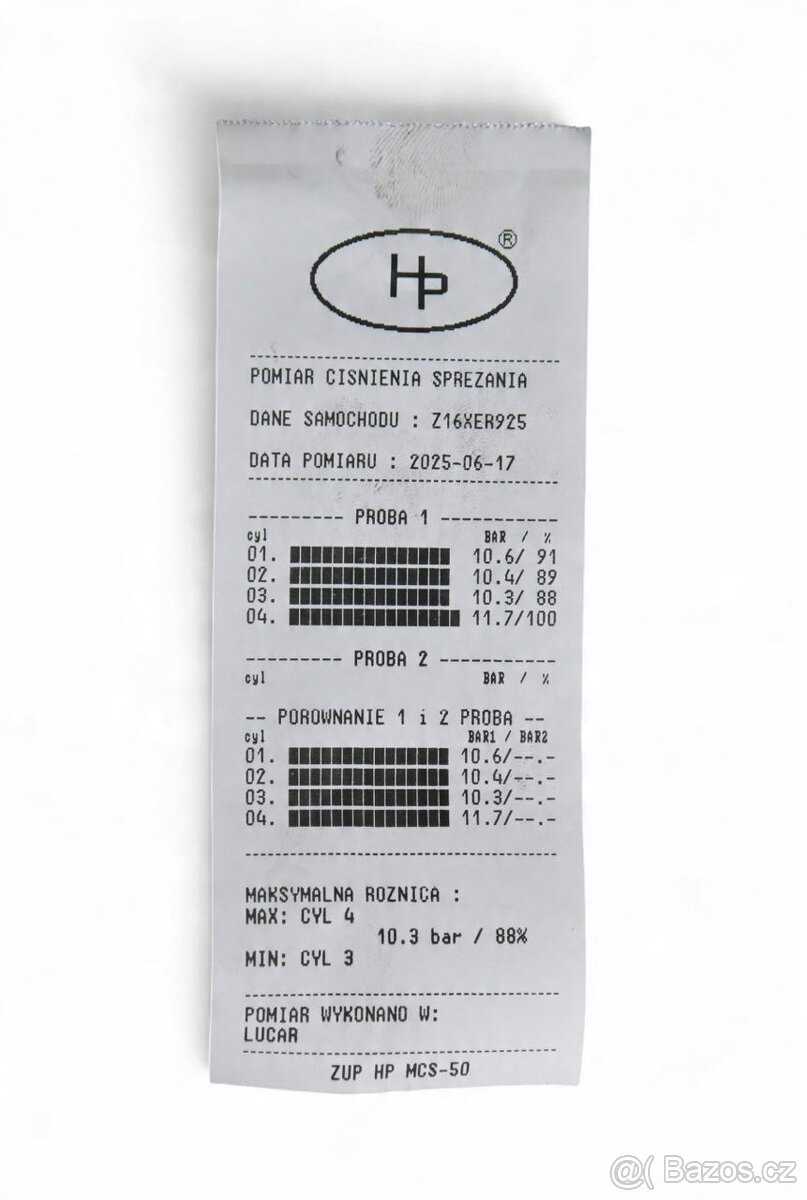 HP ®
POMIAR CISNIENIA SPREZANIA
DANE SAMOCHODU : Z16XER925
DATA POMIARU : 2025-06-17
--------- PROBA 1 -----------
cyl BAR / %
01. 10.6/ 91
02. 10.4/ 89
03. 10.3/ 88
04. 11.7/100
--------- PROBA 2 -----------
cyl BAR / %
-- POROWNANIE 1 i 2 PROBA --
cyl BAR1 / BAR2
01. 10.6/--.-
02. 10.4/--.-
03. 10.3/--.-
04. 11.7/--.-
MAKSYMALNA ROZNICA :
MAX: CYL 4
10.3 bar / 88%
MIN: CYL 3
POMIAR WYKONANO W:
LUCAR
ZUP HP MCS-50
@( Bazos.cz